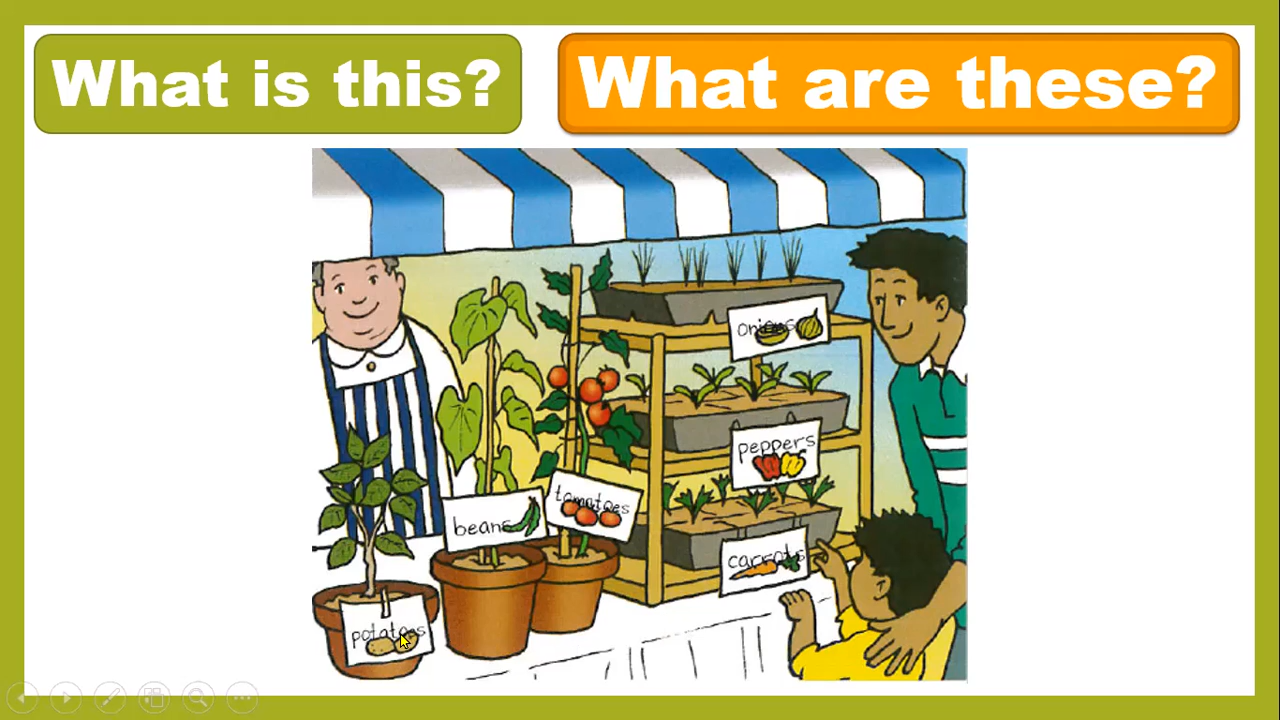 What is this?
What are these?
onions
peppers
tomatoes
beans
carrots
potatoes